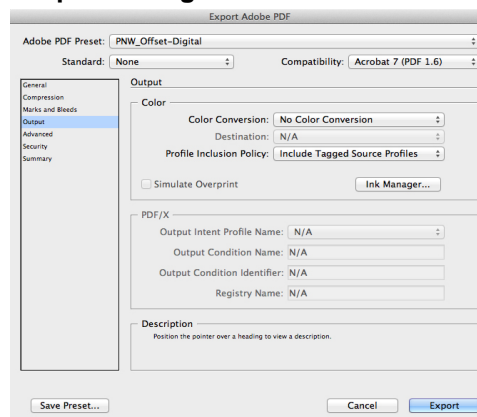 Export Adobe PDF
Adobe PDF Preset: PNW_Offset-Digital
Standard: None Compatibility: Acrobat 7 (PDF 1.6)
General
Compression
Marks and Bleeds
Output
Advanced
Security
Summary
Output
Color
Color Conversion: No Color Conversion
Destination: N/A
Profile Inclusion Policy: Include Tagged Source Profiles
Simulate Overprint Ink Manager...
PDF/X
Output Intent Profile Name: N/A
Output Condition Name: N/A
Output Condition Identifier: N/A
Registry Name: N/A
Description
Position the pointer over a heading to view a description.
Save Preset... Cancel Export